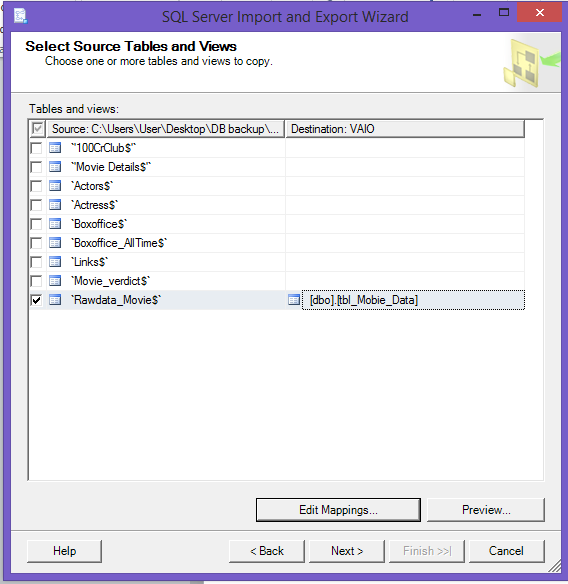 SQL Server Import and Export Wizard
Select Source Tables and Views
Choose one or more tables and views to copy.
Tables and views:
Source: C:\Users\User\Desktop\DB backup\... Destination: VAIO
`'100CrClub$'`
`'Movie Details$'`
`Actors$`
`Actress$`
`Boxoffice$`
`Boxoffice_AllTime$`
`Links$`
`Movie_verdict$`
`Rawdata_Movie$` [dbo].[tbl_Mobie_Data]
Edit Mappings... Preview...
Help < Back Next > Finish >>| Cancel